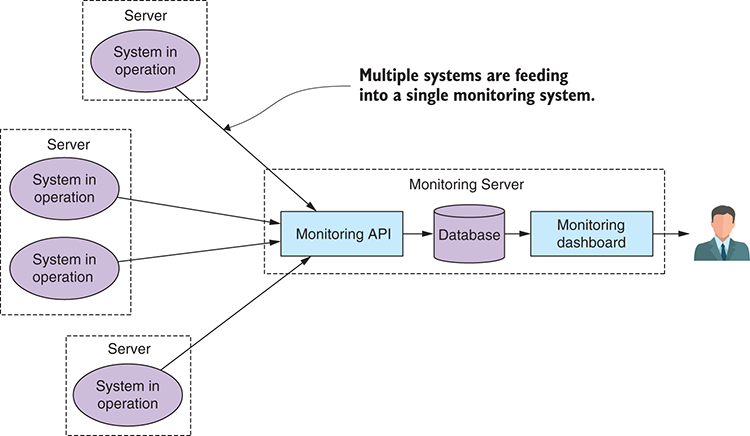 Server
System in
operation
Multiple systems are feeding
into a single monitoring system.
Server
System in
operation
System in
operation
Monitoring Server
Monitoring API
Database
Monitoring
dashboard
Server
System in
operation